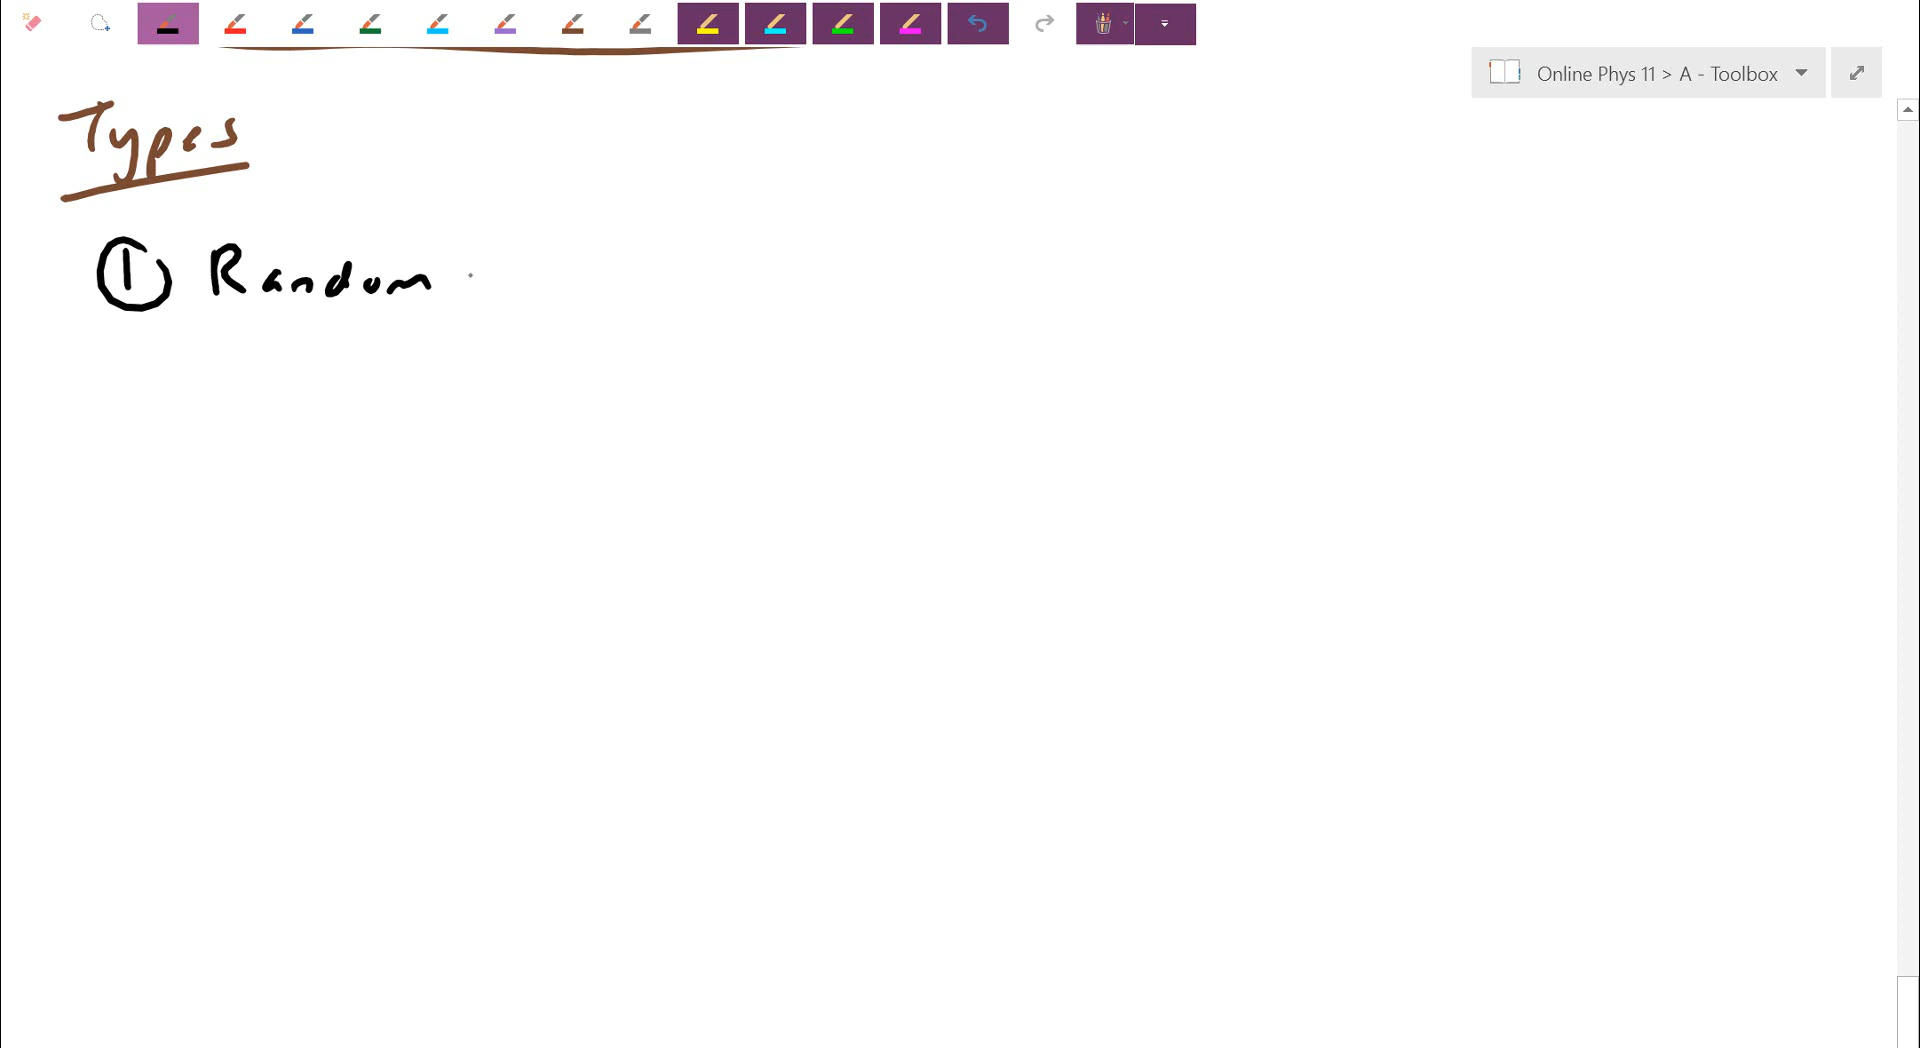 Online Phys 11 > A - Toolbox
Types
① Random